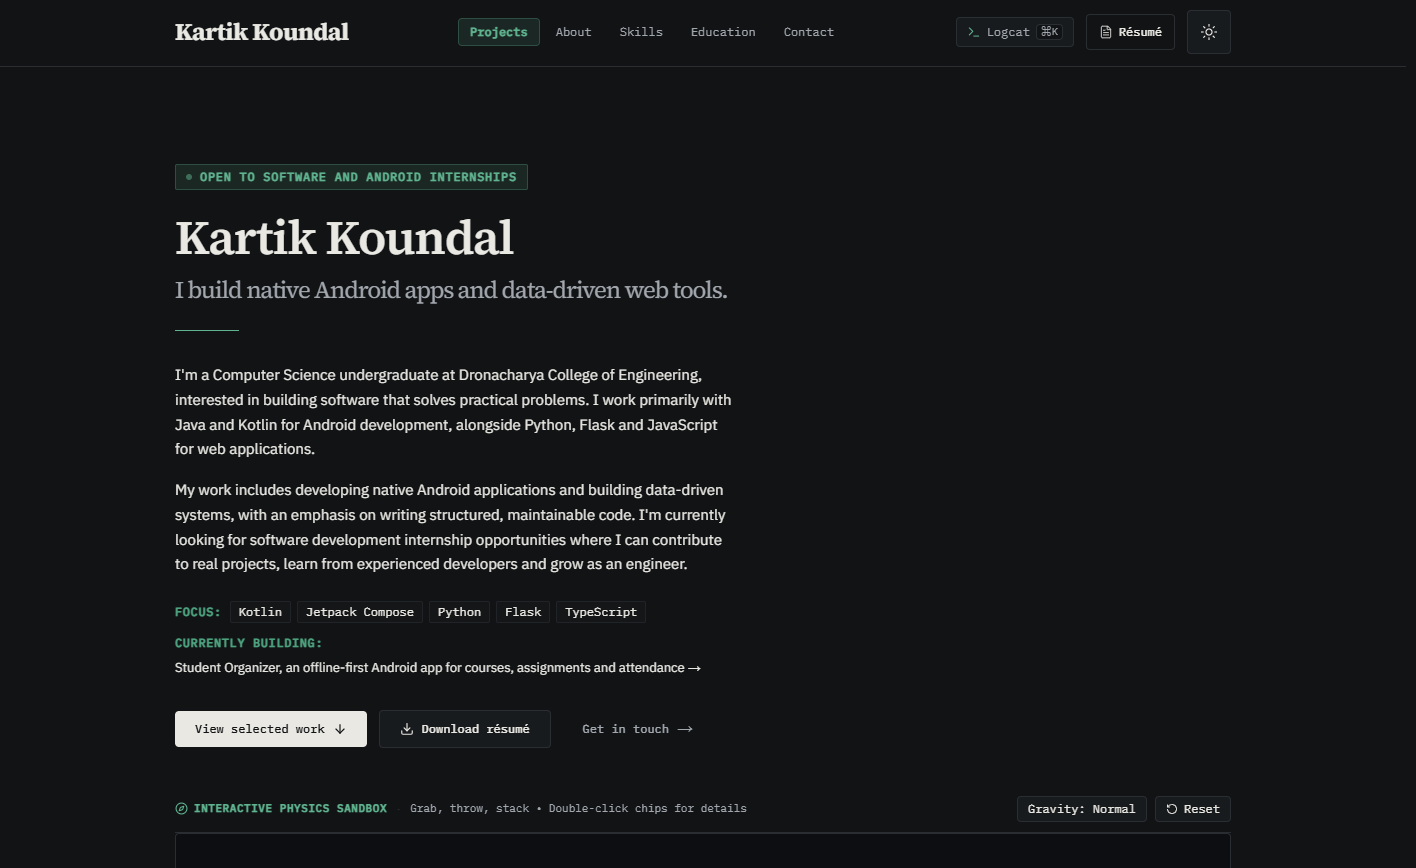 Kartik Koundal
Projects About Skills Education Contact
Logcat ⌘K Résumé
OPEN TO SOFTWARE AND ANDROID INTERNSHIPS
Kartik Koundal
I build native Android apps and data-driven web tools.
I'm a Computer Science undergraduate at Dronacharya College of Engineering,
interested in building software that solves practical problems. I work primarily with
Java and Kotlin for Android development, alongside Python, Flask and JavaScript
for web applications.
My work includes developing native Android applications and building data-driven
systems, with an emphasis on writing structured, maintainable code. I'm currently
looking for software development internship opportunities where I can contribute
to real projects, learn from experienced developers and grow as an engineer.
FOCUS: Kotlin Jetpack Compose Python Flask TypeScript
CURRENTLY BUILDING:
Student Organizer, an offline-first Android app for courses, assignments and attendance →
View selected work ↓ Download résumé Get in touch →
INTERACTIVE PHYSICS SANDBOX · Grab, throw, stack • Double-click chips for details Gravity: Normal Reset